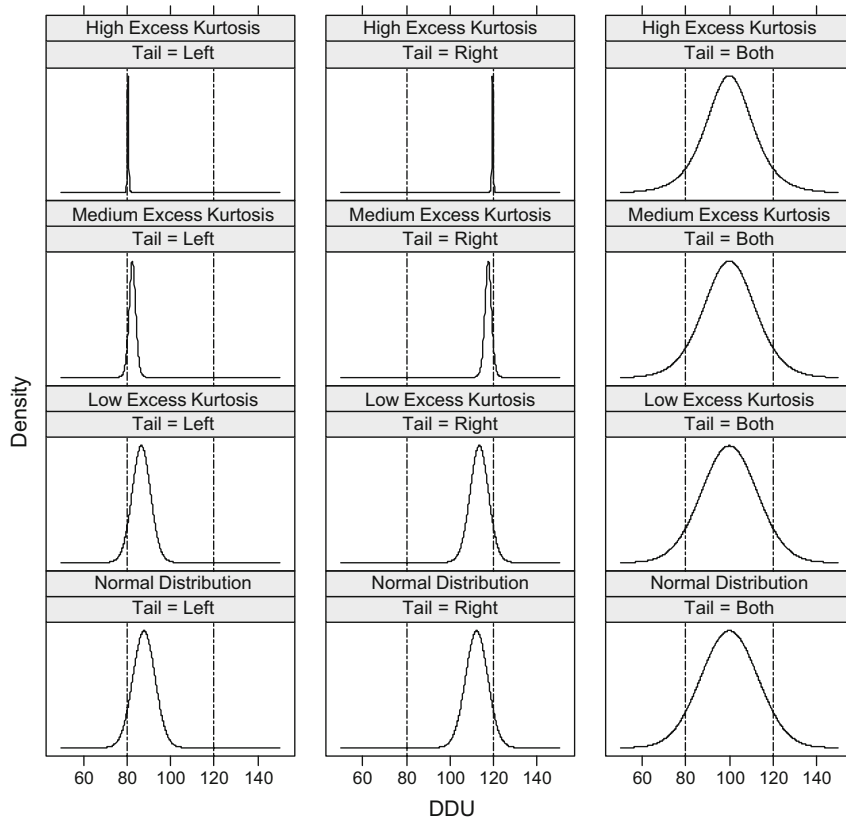 High Excess Kurtosis
Tail = Left
High Excess Kurtosis
Tail = Right
High Excess Kurtosis
Tail = Both
Medium Excess Kurtosis
Tail = Left
Medium Excess Kurtosis
Tail = Right
Medium Excess Kurtosis
Tail = Both
Low Excess Kurtosis
Tail = Left
Low Excess Kurtosis
Tail = Right
Low Excess Kurtosis
Tail = Both
Normal Distribution
Tail = Left
Normal Distribution
Tail = Right
Normal Distribution
Tail = Both
Density
60 80 100 120 140
60 80 100 120 140
60 80 100 120 140
DDU